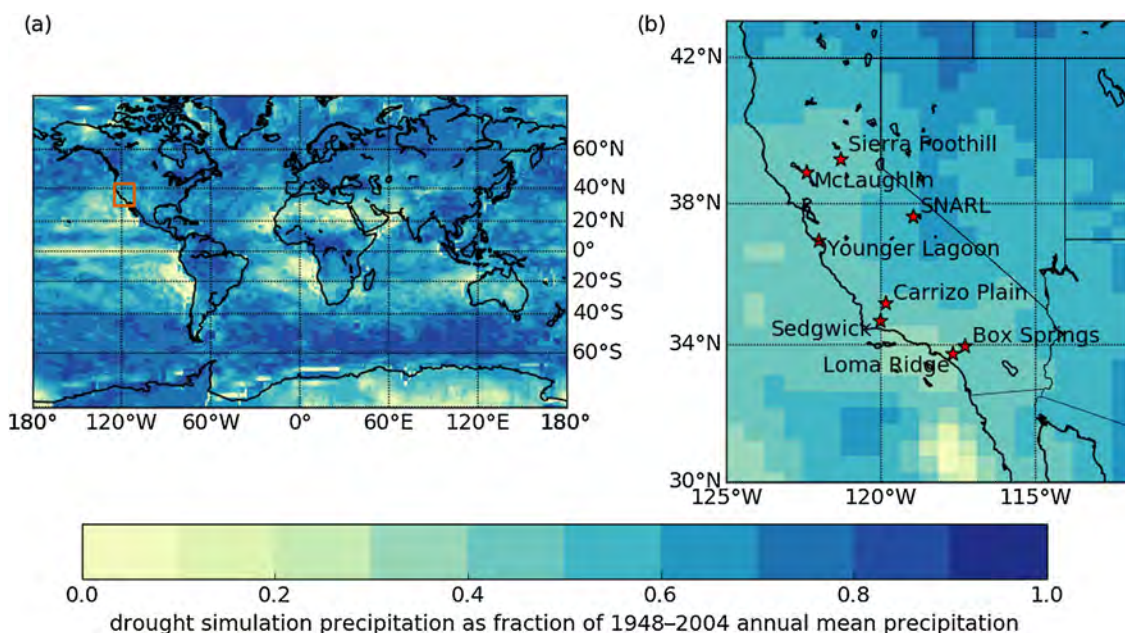 (a)
60°N
40°N
20°N
0°
20°S
40°S
60°S
180° 120°W 60°W 0° 60°E 120°E 180°
(b)
42°N
38°N
34°N
30°N
125°W 120°W 115°W
Sierra Foothill
McLaughlin
SNARL
Younger Lagoon
Carrizo Plain
Sedgwick
Box Springs
Loma Ridge
0.0 0.2 0.4 0.6 0.8 1.0
drought simulation precipitation as fraction of 1948–2004 annual mean precipitation